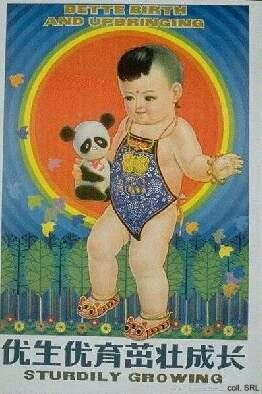 BETTE BIRTH
AND UPBRINGING
优生优育茁壮成长
STURDILY GROWING
coll. SRL